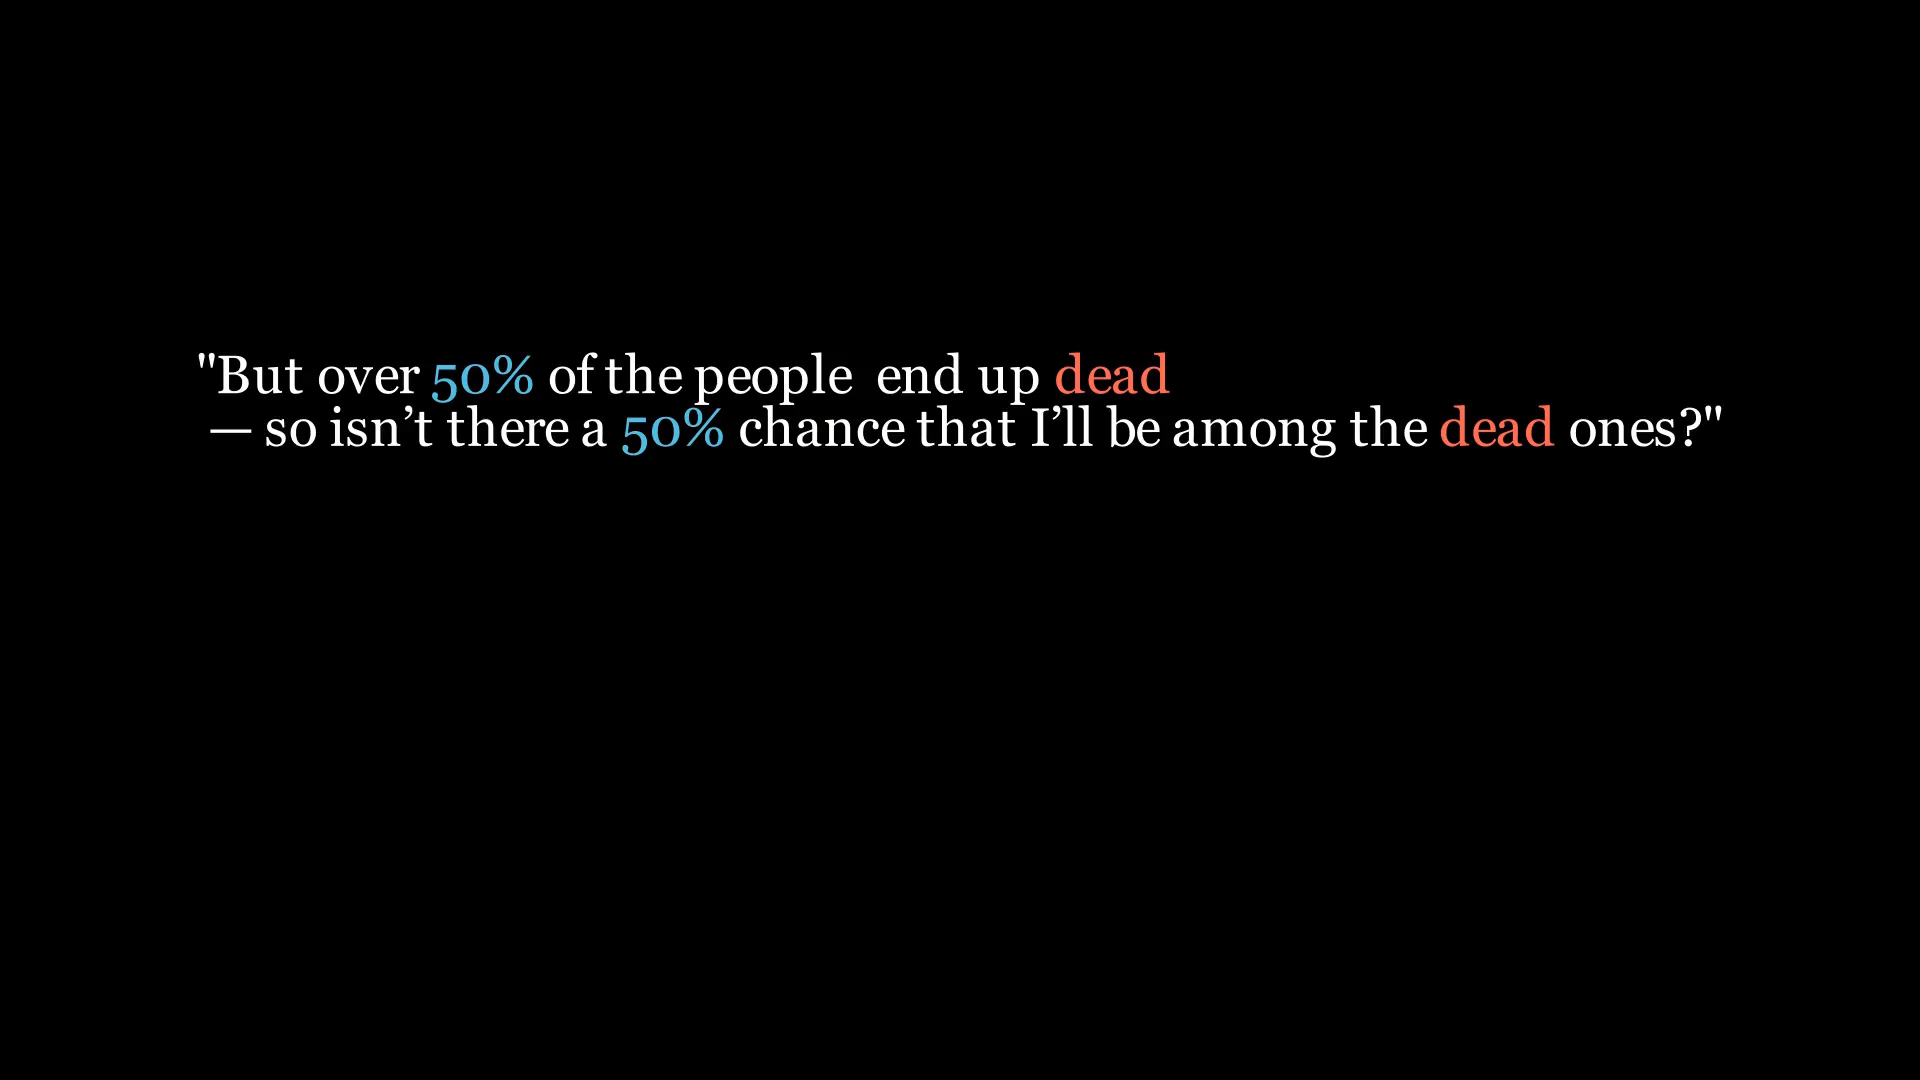 "But over 50% of the people  end up dead
— so isn’t there a 50% chance that I’ll be among the dead ones?"